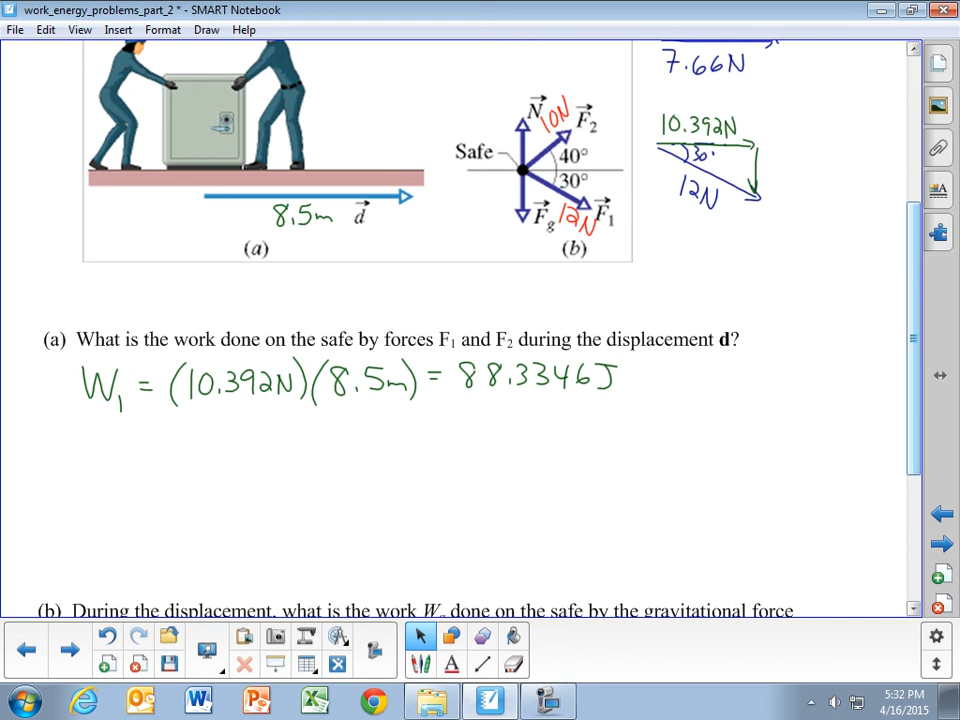 work_energy_problems_part_2 * - SMART Notebook
File Edit View Insert Format Draw Help
7.66N
N
10N
F2
10.392N
Safe
40°
30°
30°
12N
8.5m d
Fg
12N
F1
(a)
(b)
(a) What is the work done on the safe by forces F1 and F2 during the displacement d?
W1 = (10.392N)(8.5m) = 88.3346J
(b) During the displacement, what is the work Wg done on the safe by the gravitational force
5:32 PM
4/16/2015